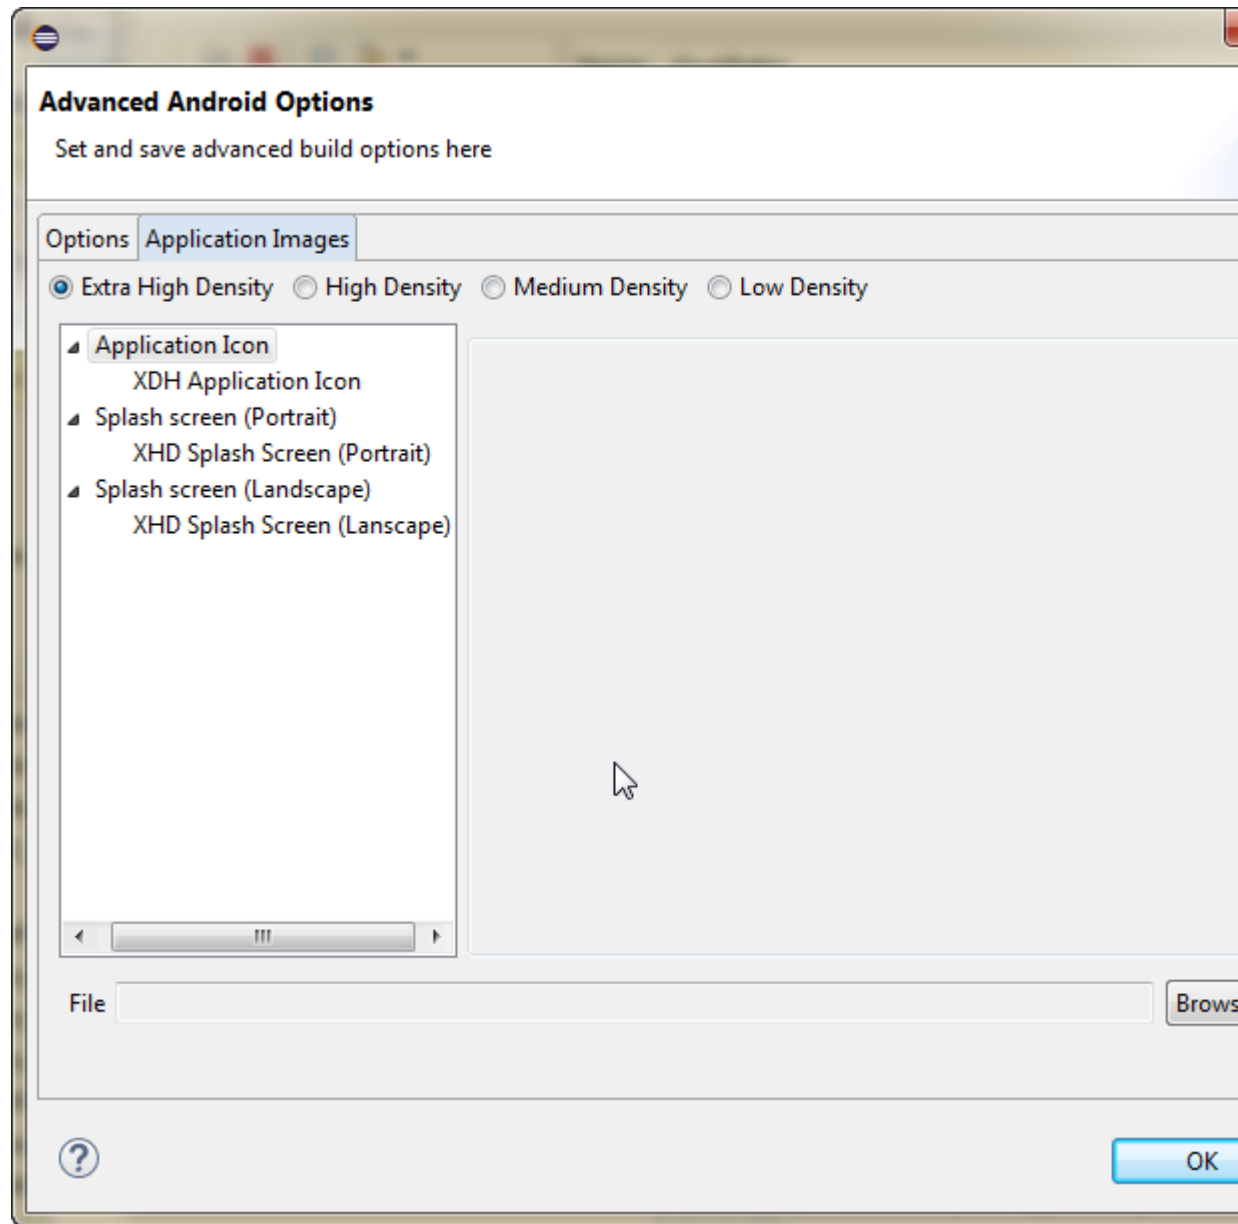 Advanced Android Options
Set and save advanced build options here
Options Application Images
Extra High Density High Density Medium Density Low Density
Application Icon
XDH Application Icon
Splash screen (Portrait)
XHD Splash Screen (Portrait)
Splash screen (Landscape)
XHD Splash Screen (Lanscape)
File Brows
OK